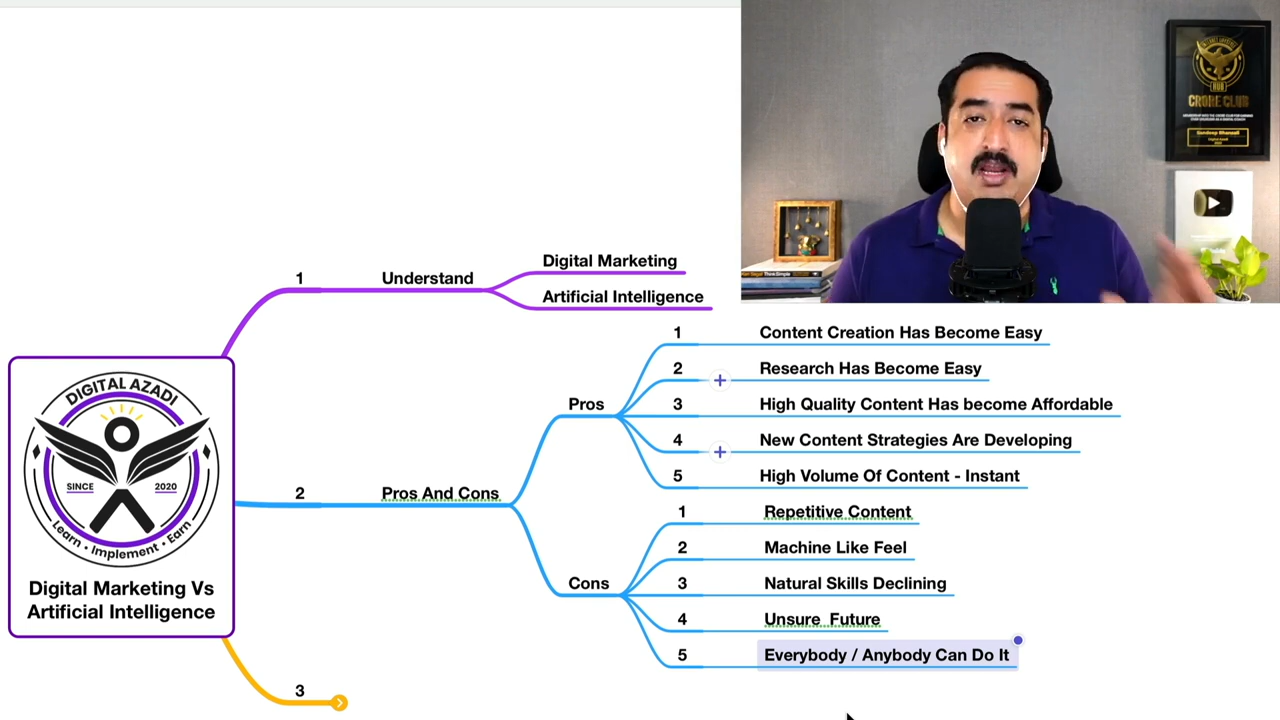 CRORE CLUB
Sandeep Bhansali
1
Understand
Digital Marketing
Artificial Intelligence
DIGITAL AZADI
SINCE
2020
Learn • Implement • Earn
Digital Marketing Vs
Artificial Intelligence
2
Pros And Cons
Pros
1
Content Creation Has Become Easy
2
Research Has Become Easy
3
High Quality Content Has become Affordable
4
New Content Strategies Are Developing
5
High Volume Of Content - Instant
Cons
1
Repetitive Content
2
Machine Like Feel
3
Natural Skills Declining
4
Unsure  Future
5
Everybody / Anybody Can Do It
3